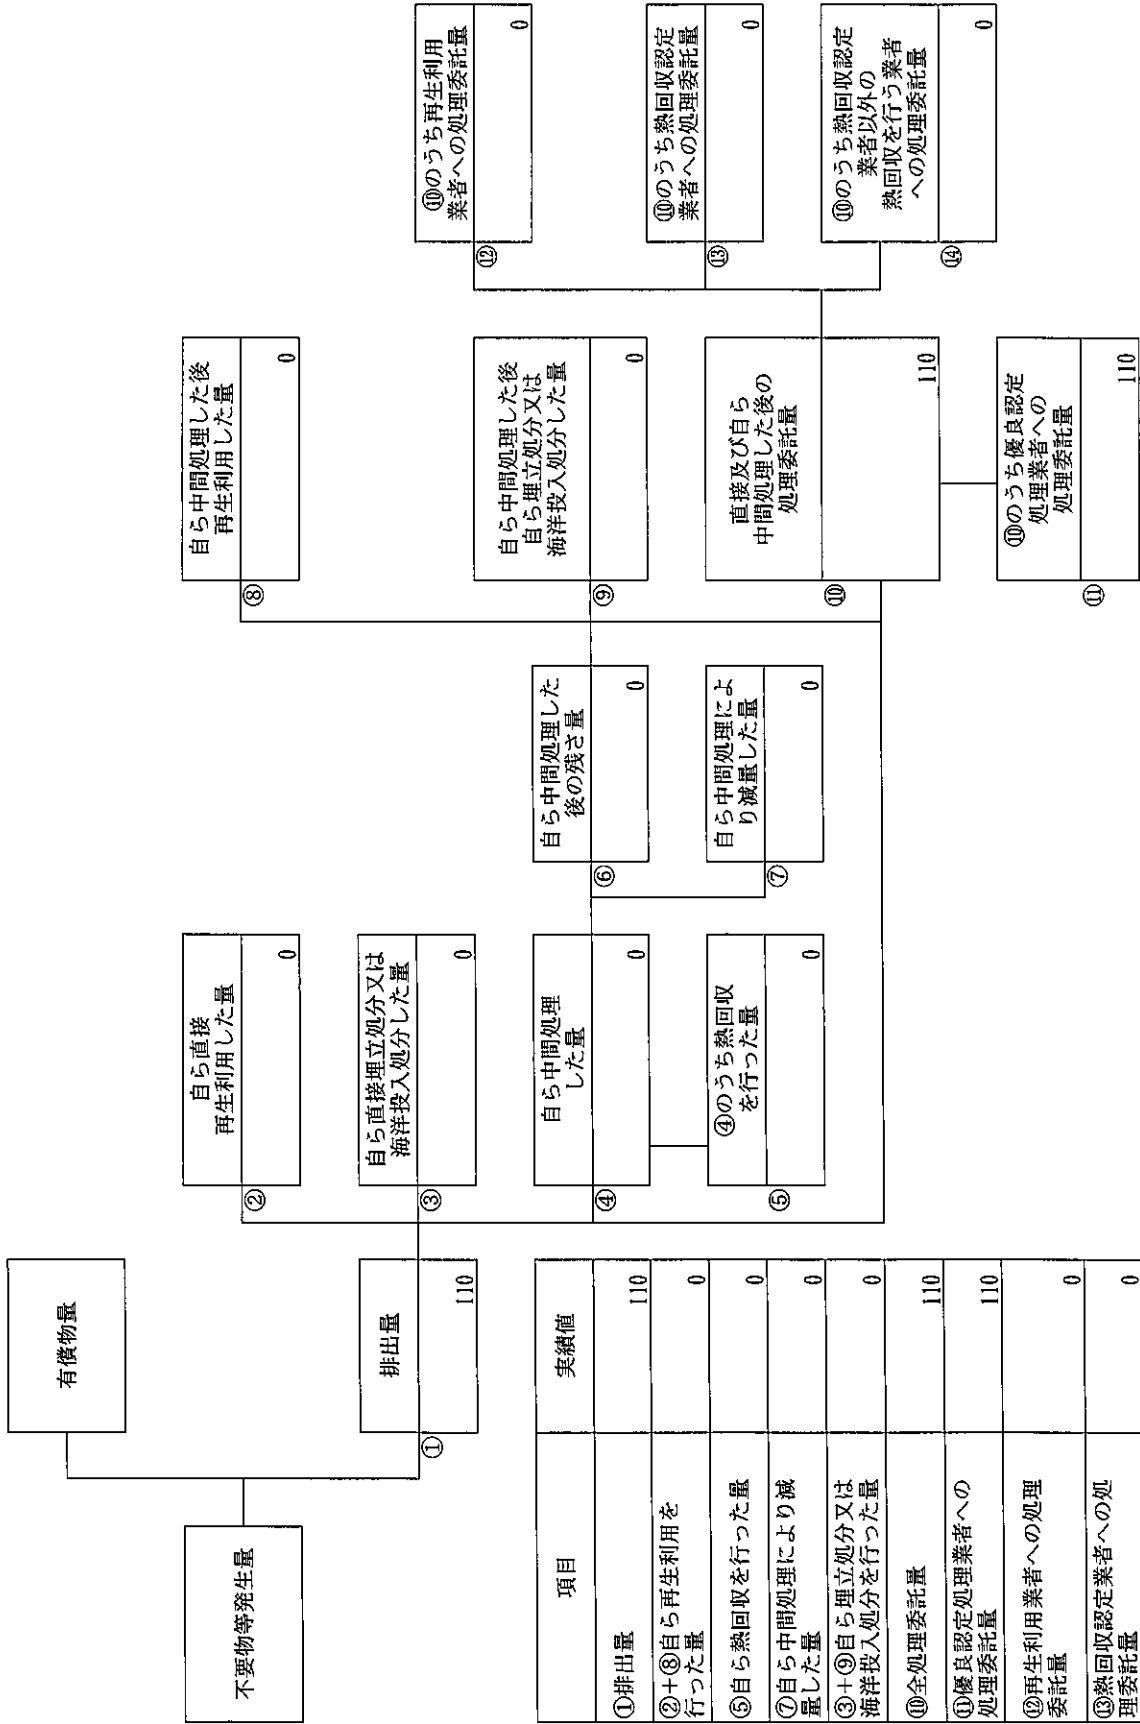 不要物等発生量
有償物量
排出量
①
110
自ら直接
再生利用した量
②
0
自ら直接埋立処分又は
海洋投入処分した量
③
0
自ら中間処理
した量
④
0
④のうち熱回収
を行った量
⑤
0
自ら中間処理した
後の残さ量
⑥
0
自ら中間処理によ
り減量した量
⑦
0
自ら中間処理した後
再生利用した量
⑧
0
自ら中間処理した後
自ら埋立処分又は
海洋投入処分した量
⑨
0
直接及び自ら
中間処理した後の
処理委託量
⑩
110
⑩のうち優良認定
処理業者への
処理委託量
⑪
110
⑩のうち再生利用
業者への処理委託量
⑫
0
⑩のうち熱回収認定
業者への処理委託量
⑬
0
⑩のうち熱回収認定
業者以外の
熱回収を行う業者
への処理委託量
⑭
0
項目 実績値
①排出量 110
②+⑧自ら再生利用を
行った量 0
⑤自ら熱回収を行った量 0
⑦自ら中間処理により減
量した量 0
③+⑨自ら埋立処分又は
海洋投入処分を行った量 0
⑩全処理委託量 110
⑪優良認定処理業者への
処理委託量 110
⑫再生利用業者への処理
委託量 0
⑬熱回収認定業者への処
理委託量 0